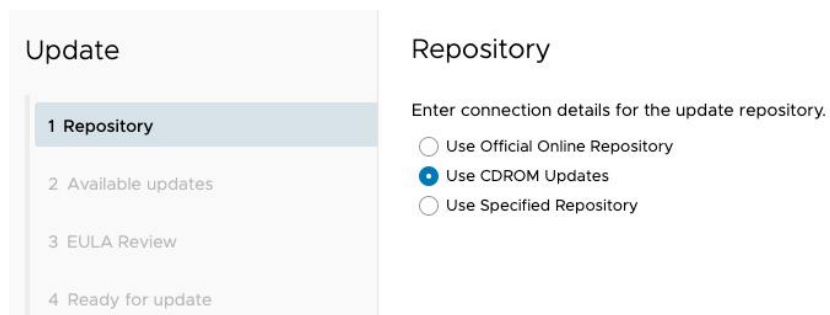 Update
1 Repository
2 Available updates
3 EULA Review
4 Ready for update
Repository
Enter connection details for the update repository.
Use Official Online Repository
Use CDROM Updates
Use Specified Repository